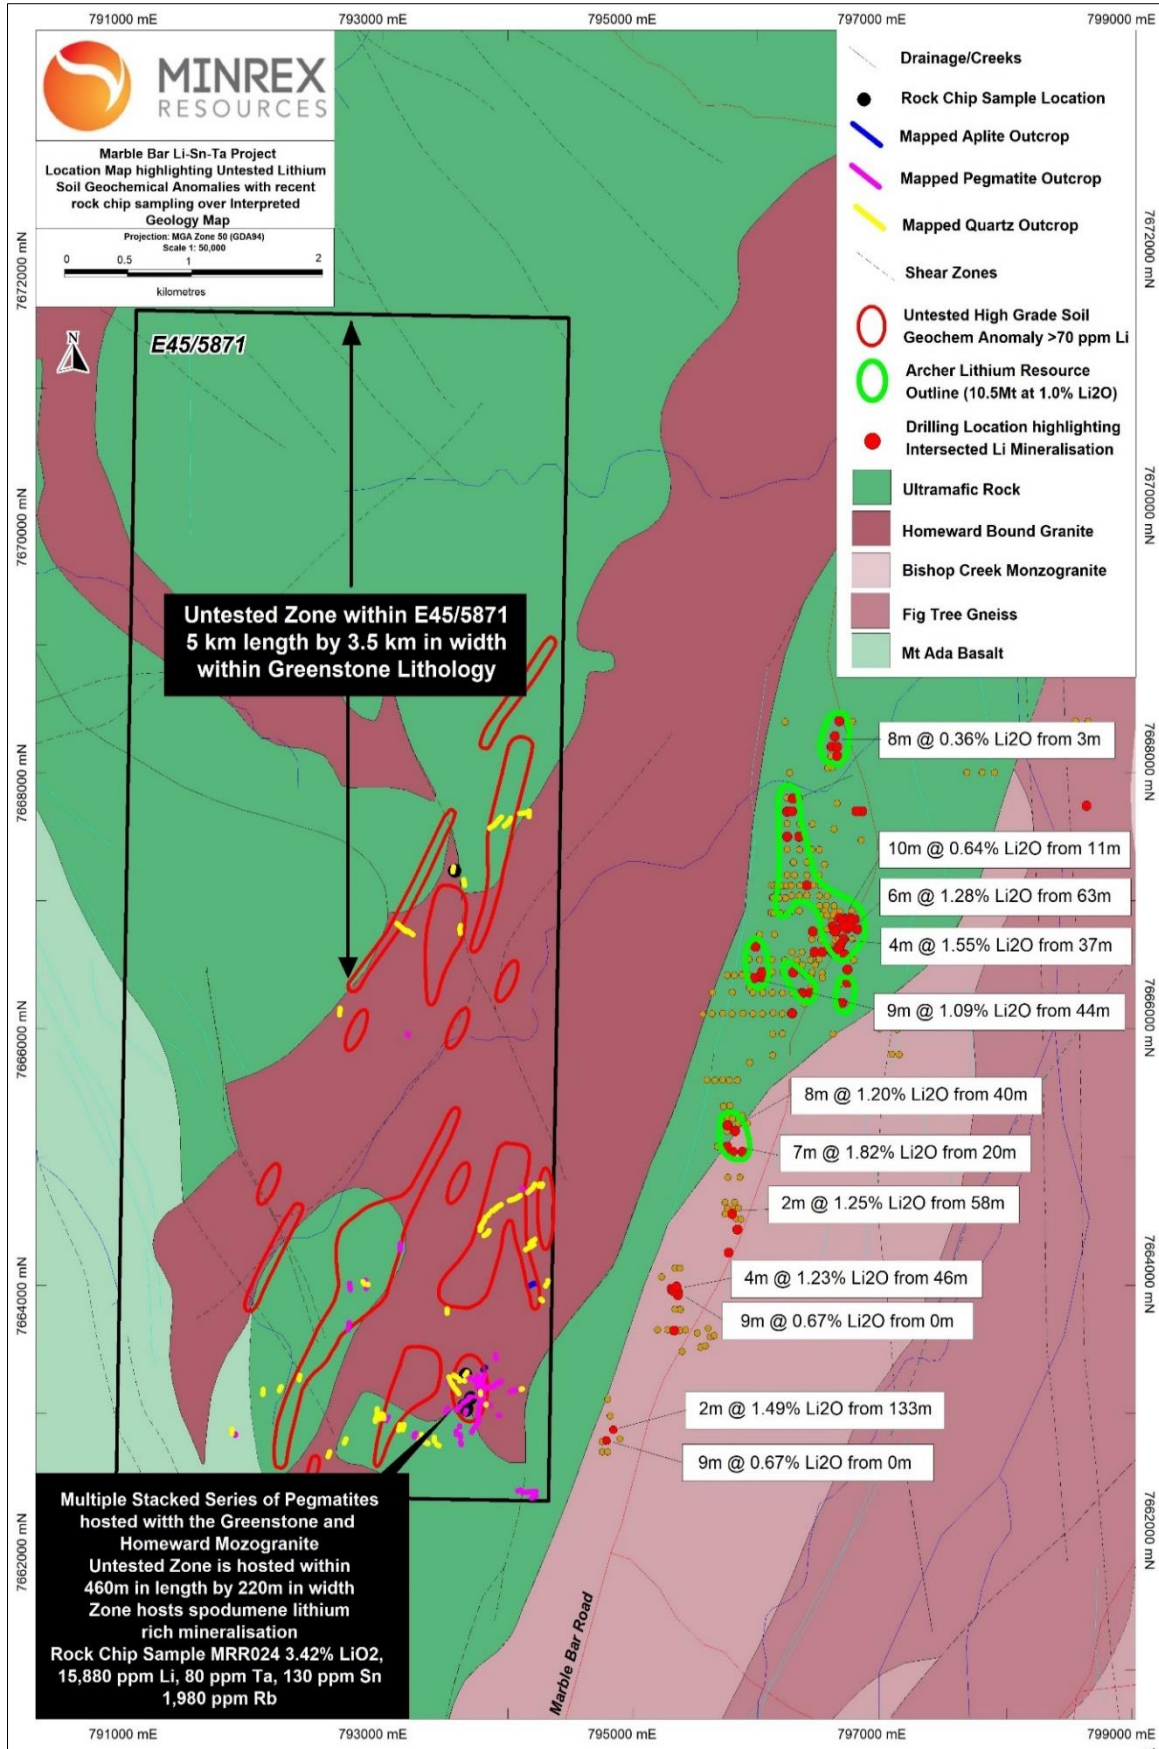 791000 mE
793000 mE
795000 mE
797000 mE
799000 mE
MINREX
RESOURCES
Marble Bar Li-Sn-Ta Project
Location Map highlighting Untested Lithium
Soil Geochemical Anomalies with recent
rock chip sampling over Interpreted
Geology Map
Projection: MGA Zone 50 (GDA94)
Scale 1: 50,000
0 0.5 1 2
kilometres
N
E45/5871
Drainage/Creeks
Rock Chip Sample Location
Mapped Aplite Outcrop
Mapped Pegmatite Outcrop
Mapped Quartz Outcrop
Shear Zones
Untested High Grade Soil
Geochem Anomaly >70 ppm Li
Archer Lithium Resource
Outline (10.5Mt at 1.0% Li2O)
Drilling Location highlighting
Intersected Li Mineralisation
Ultramafic Rock
Homeward Bound Granite
Bishop Creek Monzogranite
Fig Tree Gneiss
Mt Ada Basalt
7672000 mN
7670000 mN
7668000 mN
7666000 mN
7664000 mN
7662000 mN
7672000 mN
7670000 mN
7668000 mN
7666000 mN
7664000 mN
7662000 mN
Untested Zone within E45/5871
5 km length by 3.5 km in width
within Greenstone Lithology
8m @ 0.36% Li2O from 3m
10m @ 0.64% Li2O from 11m
6m @ 1.28% Li2O from 63m
4m @ 1.55% Li2O from 37m
9m @ 1.09% Li2O from 44m
8m @ 1.20% Li2O from 40m
7m @ 1.82% Li2O from 20m
2m @ 1.25% Li2O from 58m
4m @ 1.23% Li2O from 46m
9m @ 0.67% Li2O from 0m
2m @ 1.49% Li2O from 133m
9m @ 0.67% Li2O from 0m
Marble Bar Road
Multiple Stacked Series of Pegmatites
hosted witth the Greenstone and
Homeward Mozogranite
Untested Zone is hosted within
460m in length by 220m in width
Zone hosts spodumene lithium
rich mineralisation
Rock Chip Sample MRR024 3.42% LiO2,
15,880 ppm Li, 80 ppm Ta, 130 ppm Sn
1,980 ppm Rb
791000 mE
793000 mE
795000 mE
797000 mE
799000 mE